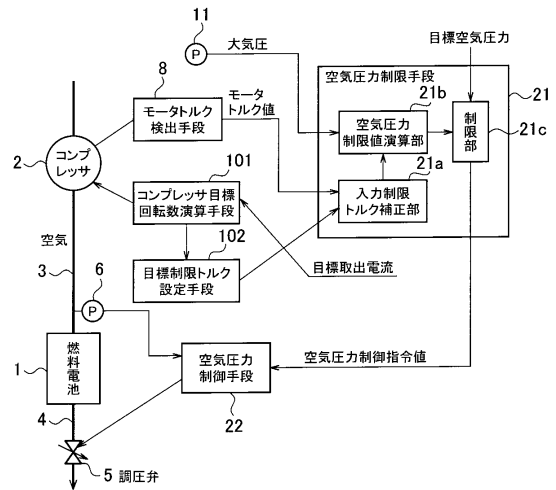 11
P
大気圧
目標空気圧力
8
モータ
トルク値
モータトルク
検出手段
空気圧力制限手段
21
21b
空気圧力
制限値演算部
制限部
21c
2
コンプ
レッサ
101
コンプレッサ目標
回転数演算手段
21a
入力制限
トルク補正部
空気
102
3
6
P
目標制限トルク
設定手段
目標取出電流
1
燃料電池
空気圧力
制御手段
空気圧力制御指令値
4
22
5 調圧弁